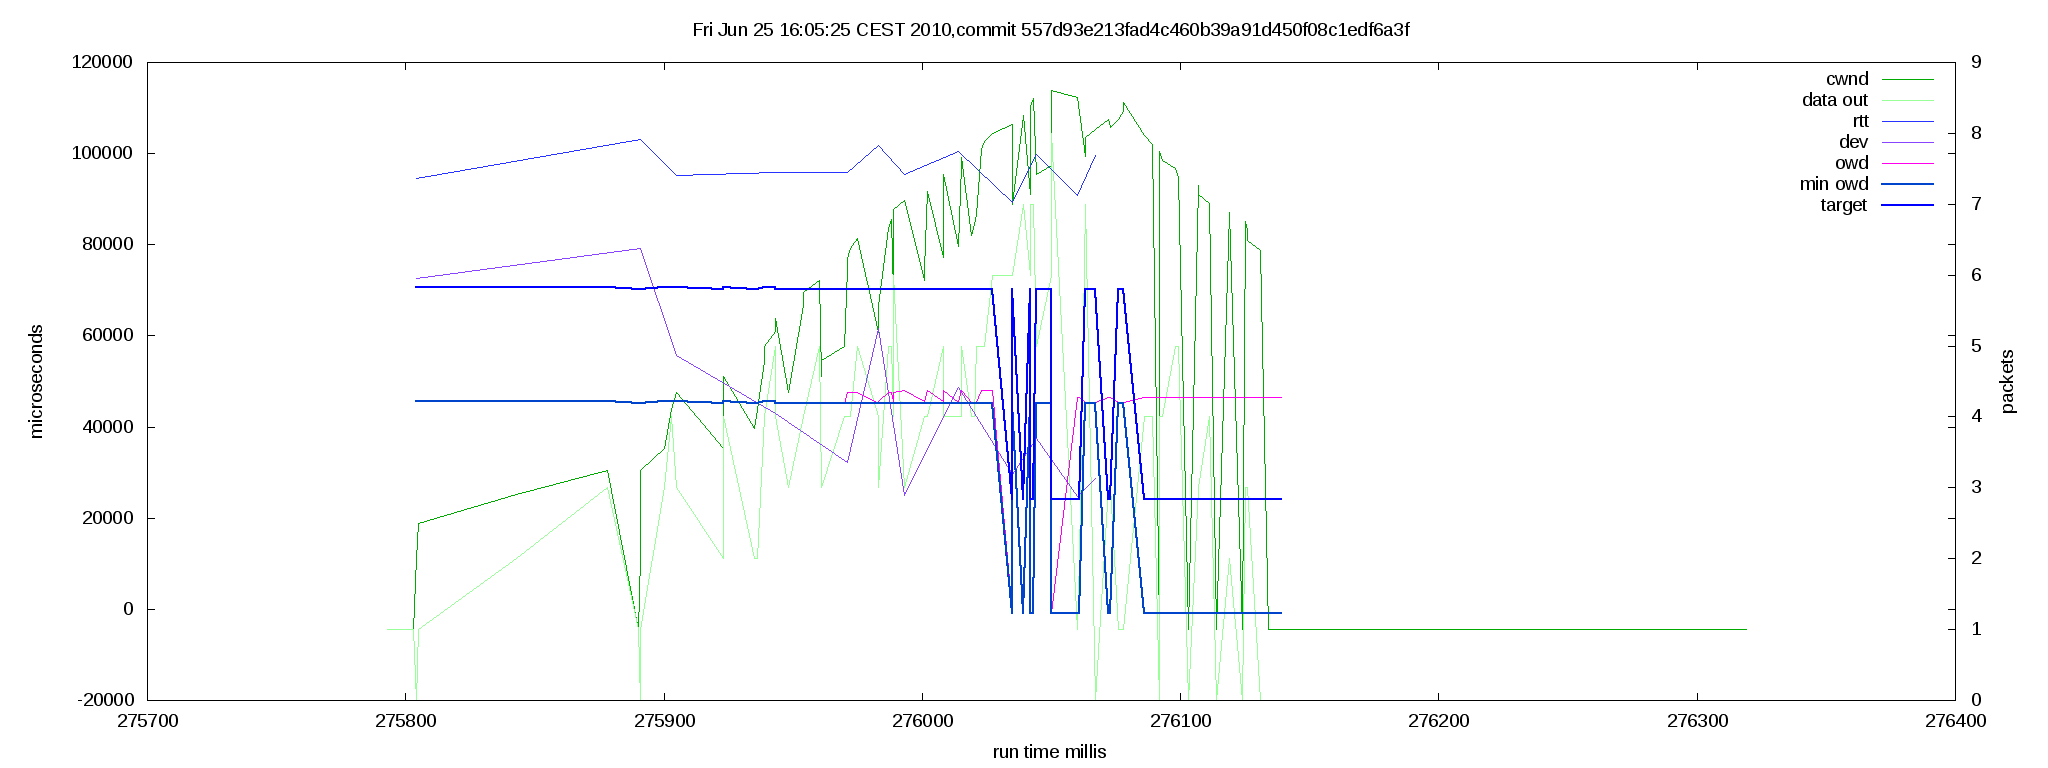 Fri Jun 25 16:05:25 CEST 2010,commit 557d93e213fad4c460b39a91d450f08c1edf6a3f
120000
100000
80000
60000
40000
20000
0
-20000
microseconds
9
8
7
6
5
4
3
2
1
0
packets
cwnd
data out
rtt
dev
owd
min owd
target
275700 275800 275900 276000 276100 276200 276300 276400
run time millis